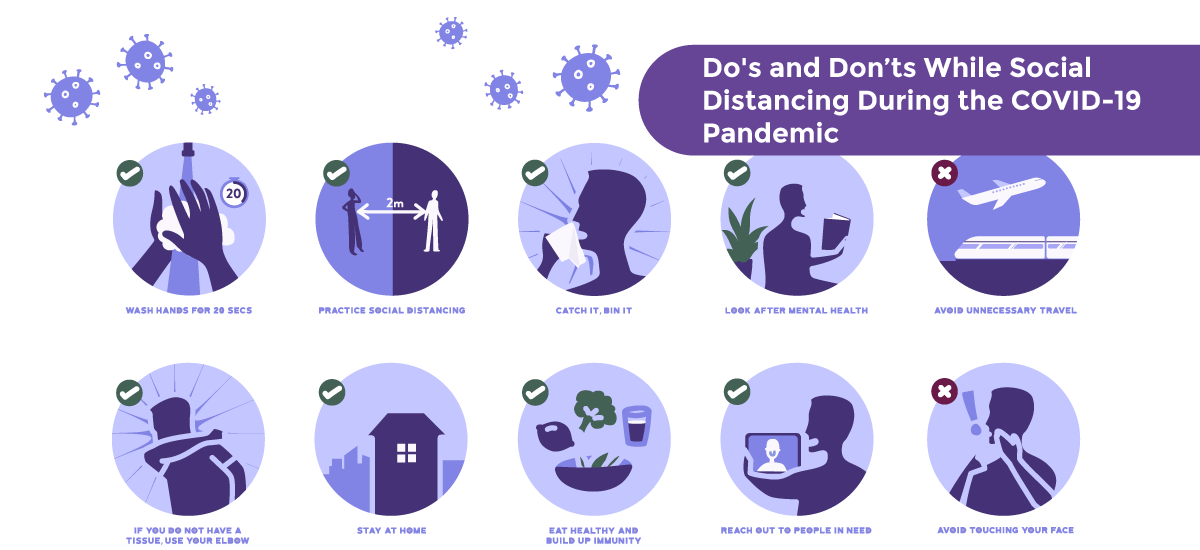 Do's and Don’ts While Social
Distancing During the COVID-19
Pandemic
20
2m
WASH HANDS FOR 20 SECS
PRACTICE SOCIAL DISTANCING
CATCH IT, BIN IT
LOOK AFTER MENTAL HEALTH
AVOID UNNECESSARY TRAVEL
IF YOU DO NOT HAVE A
TISSUE, USE YOUR ELBOW
STAY AT HOME
EAT HEALTHY AND
BUILD UP IMMUNITY
REACH OUT TO PEOPLE IN NEED
AVOID TOUCHING YOUR FACE